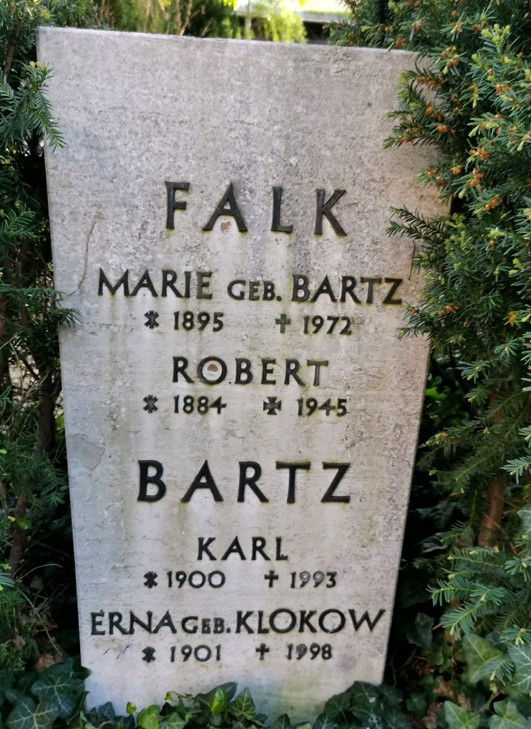 FALK
MARIE GEB. BARTZ
* 1895 † 1972
ROBERT
* 1884 ✠ 1945
BARTZ
KARL
* 1900 † 1993
ERNA GEB. KLOKOW
* 1901 † 1998